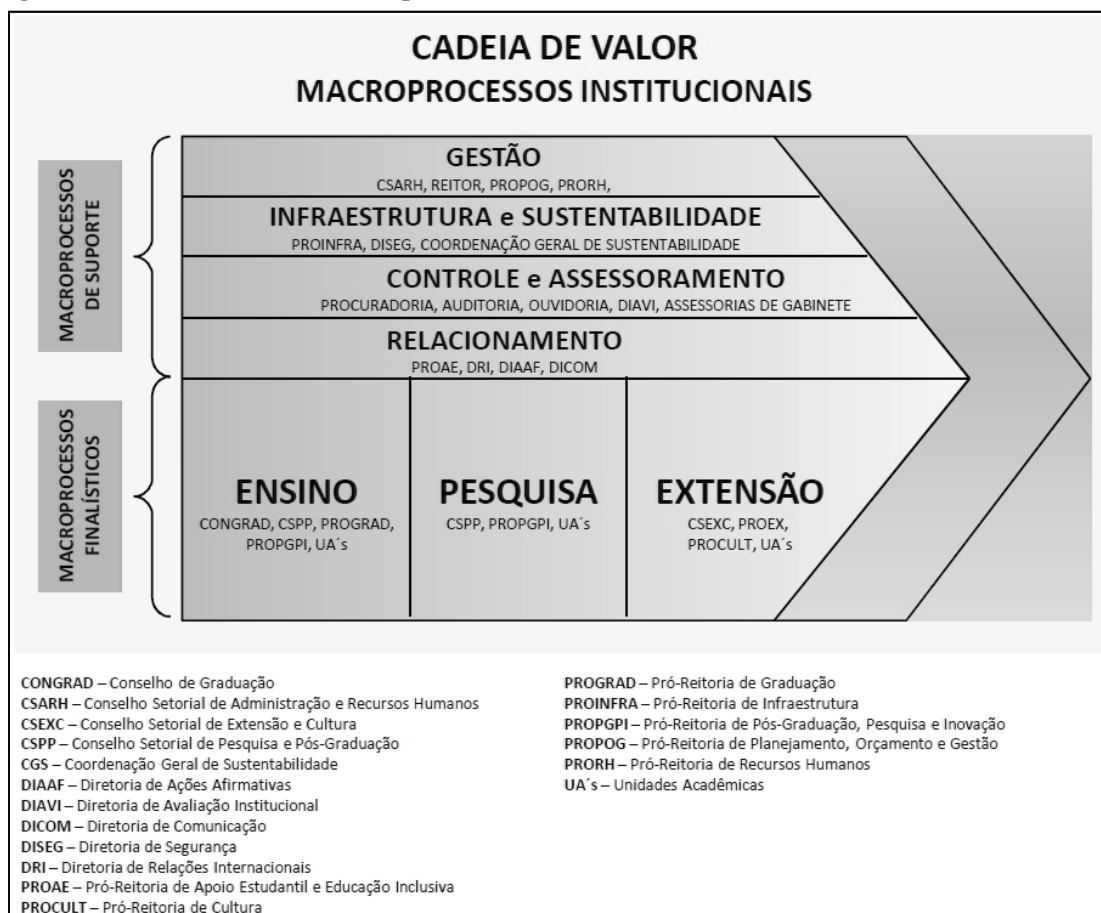 CADEIA DE VALOR
MACROPROCESSOS INSTITUCIONAIS
MACROPROCESSOS
DE SUPORTE
GESTÃO
CSARH, REITOR, PROPOG, PRORH,
INFRAESTRUTURA e SUSTENTABILIDADE
PROINFRA, DISEG, COORDENAÇÃO GERAL DE SUSTENTABILIDADE
CONTROLE e ASSESSORAMENTO
PROCURADORIA, AUDITORIA, OUVIDORIA, DIAVI, ASSESSORIAS DE GABINETE
RELACIONAMENTO
PROAE, DRI, DIAAF, DICOM
MACROPROCESSOS
FINALÍSTICOS
ENSINO
CONGRAD, CSPP, PROGRAD,
PROPGPI, UA´s
PESQUISA
CSPP, PROPGPI, UA´s
EXTENSÃO
CSEXC, PROEX,
PROCULT, UA´s
CONGRAD – Conselho de Graduação
CSARH – Conselho Setorial de Administração e Recursos Humanos
CSEXC – Conselho Setorial de Extensão e Cultura
CSPP – Conselho Setorial de Pesquisa e Pós-Graduação
CGS – Coordenação Geral de Sustentabilidade
DIAAF – Diretoria de Ações Afirmativas
DIAVI – Diretoria de Avaliação Institucional
DICOM – Diretoria de Comunicação
DISEG – Diretoria de Segurança
DRI – Diretoria de Relações Internacionais
PROAE – Pró-Reitoria de Apoio Estudantil e Educação Inclusiva
PROCULT – Pró-Reitoria de Cultura
PROGRAD – Pró-Reitoria de Graduação
PROINFRA – Pró-Reitoria de Infraestrutura
PROPGPI – Pró-Reitoria de Pós-Graduação, Pesquisa e Inovação
PROPOG – Pró-Reitoria de Planejamento, Orçamento e Gestão
PRORH – Pró-Reitoria de Recursos Humanos
UA´s – Unidades Acadêmicas